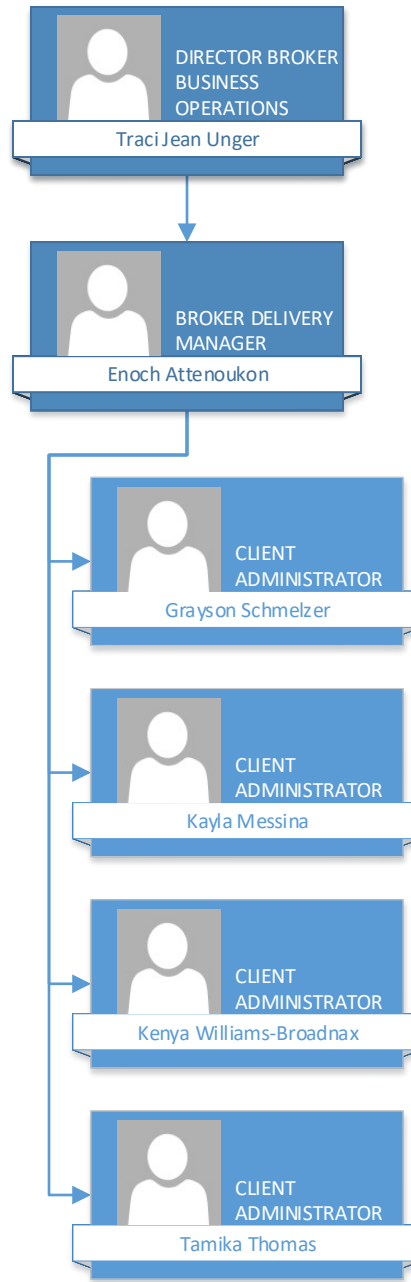 DIRECTOR BROKER
BUSINESS
OPERATIONS
Traci Jean Unger
BROKER DELIVERY
MANAGER
Enoch Attenoukon
CLIENT
ADMINISTRATOR
Grayson Schmelzer
CLIENT
ADMINISTRATOR
Kayla Messina
CLIENT
ADMINISTRATOR
Kenya Williams-Broadnax
CLIENT
ADMINISTRATOR
Tamika Thomas